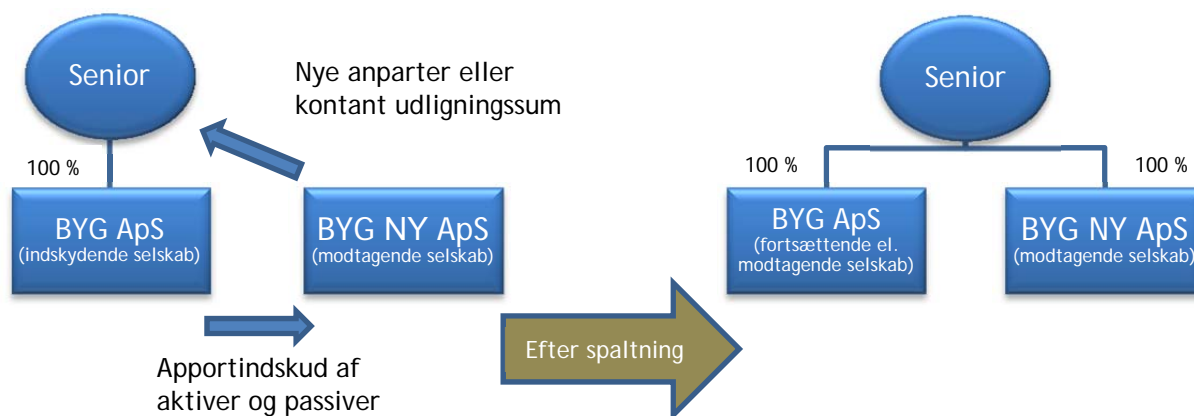 Senior
Nye anparter eller
kontant udligningssum
100 %
BYG ApS
(indskydende selskab)
BYG NY ApS
(modtagende selskab)
Apportindskud af
aktiver og passiver
Efter spaltning
Senior
100 %
100 %
BYG ApS
(fortsættende el.
modtagende selskab)
BYG NY ApS
(modtagende selskab)